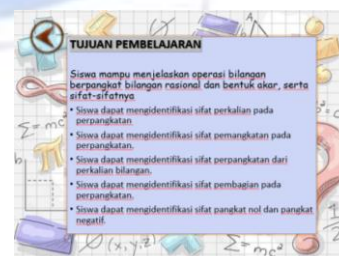 TUJUAN PEMBELAJARAN
Siswa mampu menjelaskan operasi bilangan
berpangkat bilangan rasional dan bentuk akar, serta
sifat-sifatnya
• Siswa dapat mengidentifikasi sifat perkalian pada
perpangkatan
• Siswa dapat mengidentifikasi sifat pemangkatan pada
perpangkatan.
• Siswa dapat mengidentifikasi sifat perpangkatan dari
perkalian bilangan.
• Siswa dapat mengidentifikasi sifat pembagian pada
perpangkatan.
• Siswa dapat mengidentifikasi sifat pangkat nol dan pangkat
negatif.
(x,y,z)